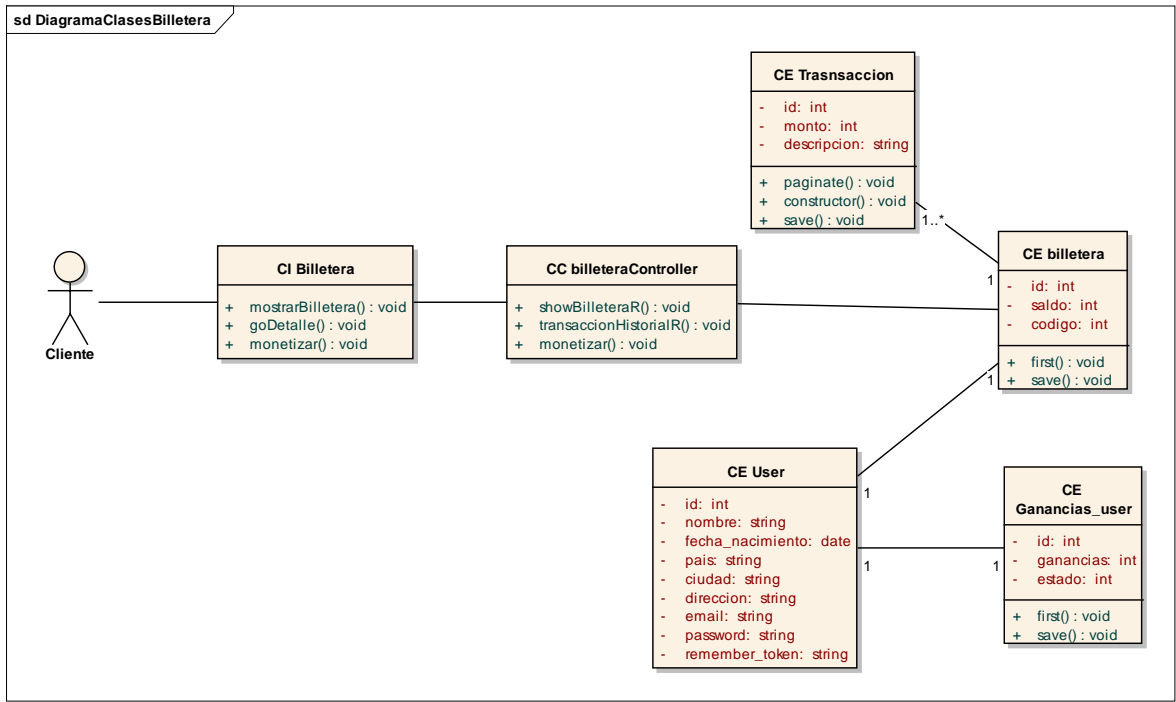 sd DiagramaClasesBilletera
CE Trasnsaccion
- id: int
- monto: int
- descripcion: string
+ paginate() : void
+ constructor() : void
+ save() : void
1..*
1
CE billetera
- id: int
- saldo: int
- codigo: int
+ first() : void
+ save() : void
1
CI Billetera
+ mostrarBilletera() : void
+ goDetalle() : void
+ monetizar() : void
CC billeteraController
+ showBilleteraR() : void
+ transaccionHistorialR() : void
+ monetizar() : void
Cliente
CE User
- id: int
- nombre: string
- fecha_nacimiento: date
- pais: string
- ciudad: string
- direccion: string
- email: string
- password: string
- remember_token: string
1
1
1
CE
Ganancias_user
- id: int
- ganancias: int
- estado: int
+ first() : void
+ save() : void